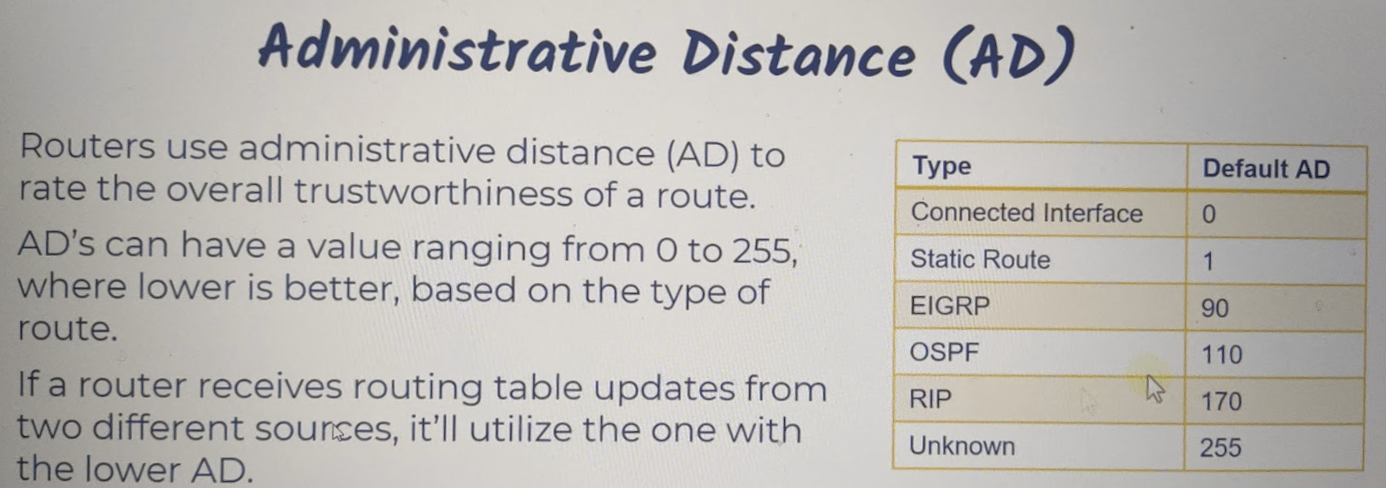 Administrative Distance (AD)
Routers use administrative distance (AD) to
rate the overall trustworthiness of a route.
AD's can have a value ranging from 0 to 255,
where lower is better, based on the type of
route.
If a router receives routing table updates from
two different sources, it'll utilize the one with
the lower AD.
Type Default AD
Connected Interface 0
Static Route 1
EIGRP 90
OSPF 110
RIP 170
Unknown 255